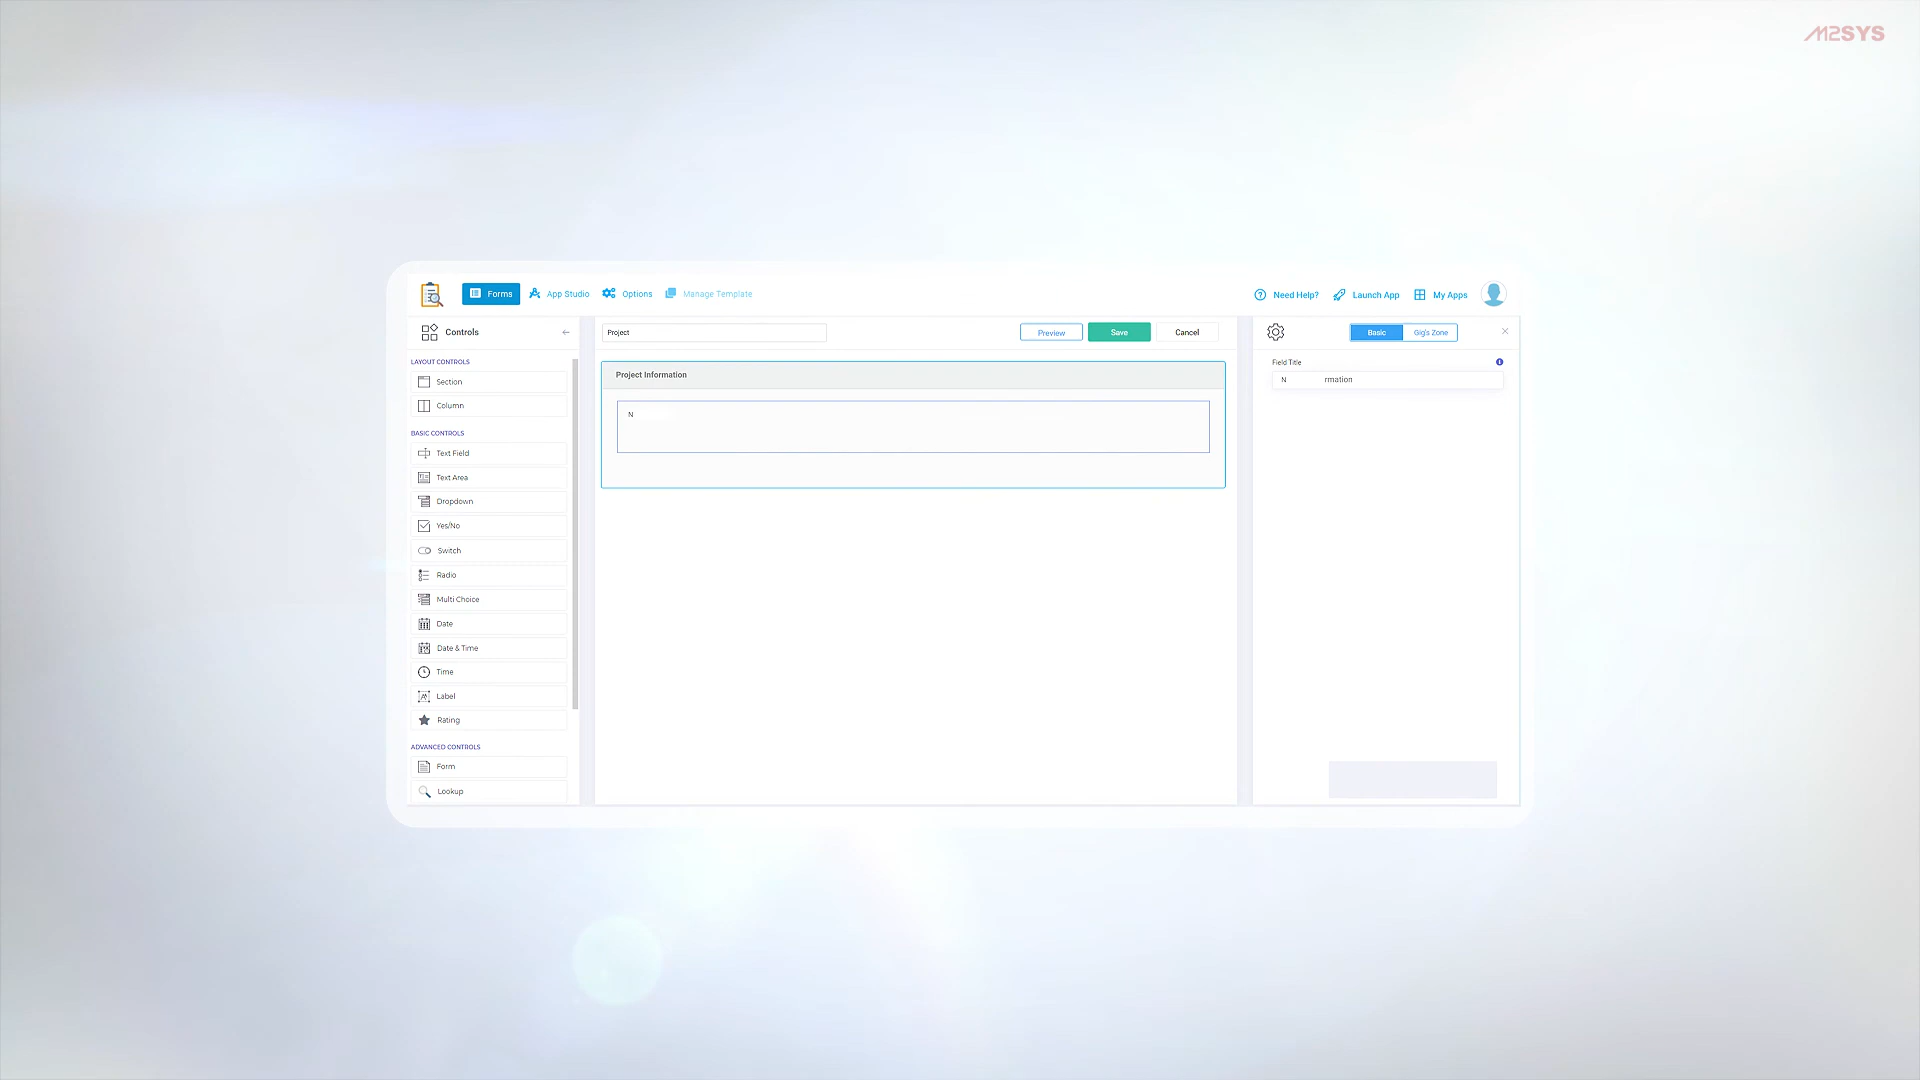 M2SYS
Forms
App Studio
Options
Manage Template
Need Help?
Launch App
My Apps
Controls
Project
Preview
Save
Cancel
Basic
Gig's Zone
LAYOUT CONTROLS
Section
Column
BASIC CONTROLS
Text Field
Text Area
Dropdown
Yes/No
Switch
Radio
Multi Choice
Date
Date & Time
Time
Label
Rating
ADVANCED CONTROLS
Form
Lookup
Project Information
N
Field Title
N rmation